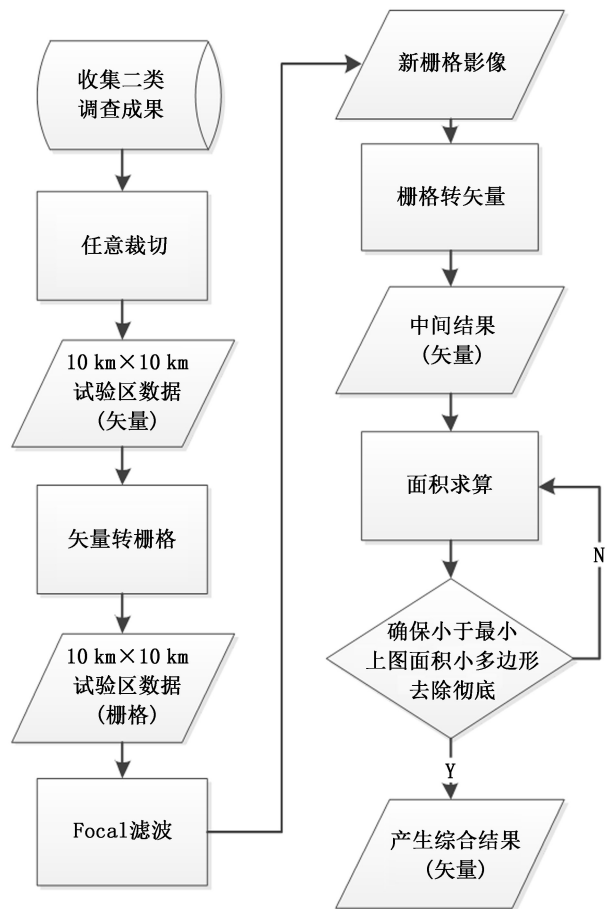 收集二类
调查成果
任意裁切
10 km×10 km
试验区数据
(矢量)
矢量转栅格
10 km×10 km
试验区数据
(栅格)
Focal滤波
新栅格影像
栅格转矢量
中间结果
(矢量)
面积求算
N
确保小于最小
上图面积小多边形
去除彻底
Y
产生综合结果
(矢量)